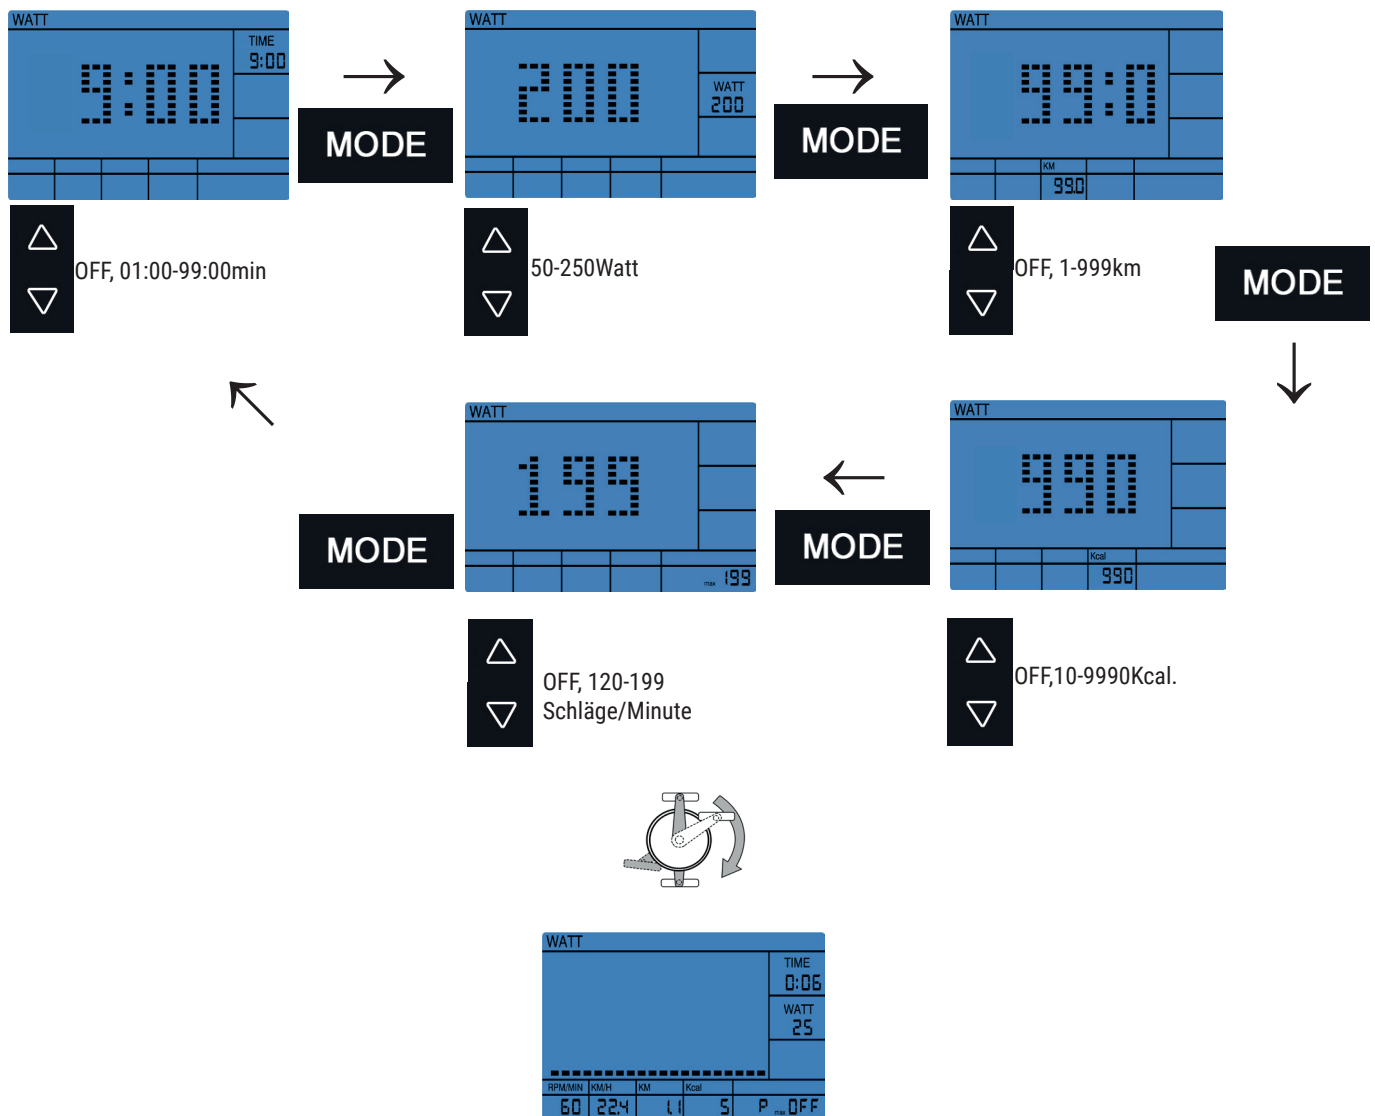 WATT
TIME
9:00
9:00
MODE
WATT
200
WATT
200
MODE
WATT
99:0
KM
99.0
OFF, 01:00-99:00min
50-250Watt
OFF, 1-999km
MODE
WATT
199
max 199
MODE
MODE
WATT
990
Kcal
990
OFF, 120-199
Schläge/Minute
OFF,10-9990Kcal.
WATT
TIME
0:06
WATT
25
RPM/MIN KM/H KM Kcal
60 22.4 1.1 5 P max OFF